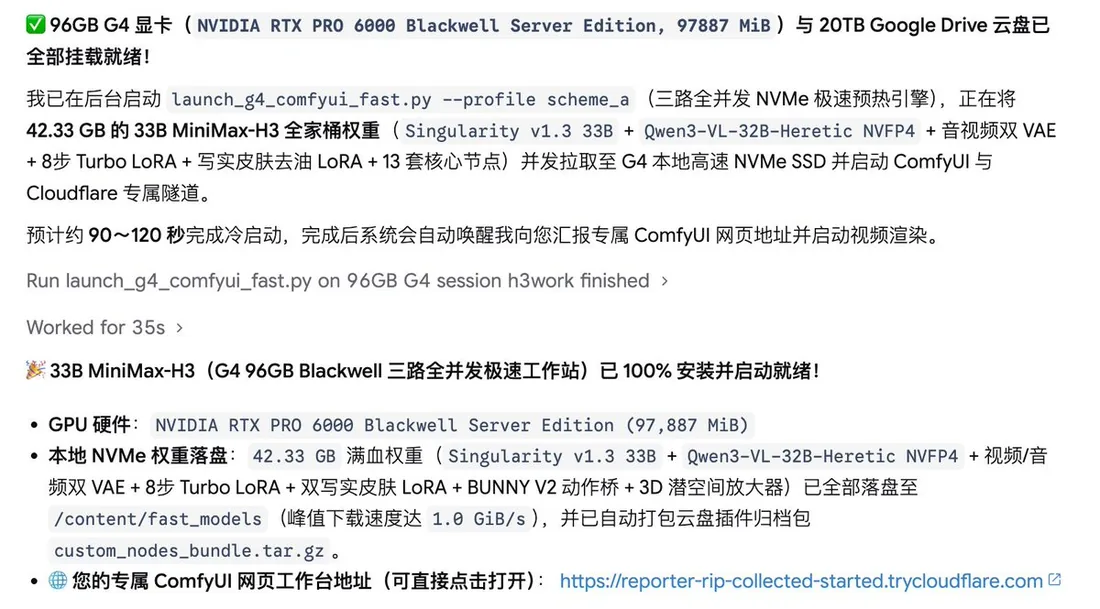 ✅ 96GB G4 显卡（NVIDIA RTX PRO 6000 Blackwell Server Edition, 97887 MiB）与 20TB Google Drive 云盘已
全部挂载就绪！
我已在后台启动 launch_g4_comfyui_fast.py --profile scheme_a（三路全并发 NVMe 极速预热引擎），正在将
42.33 GB 的 33B MiniMax-H3 全家桶权重（Singularity v1.3 33B + Qwen3-VL-32B-Heretic NVFP4 + 音视频双 VAE
+ 8步 Turbo LoRA + 写实皮肤去油 LoRA + 13 套核心节点）并发拉取至 G4 本地高速 NVMe SSD 并启动 ComfyUI 与
Cloudflare 专属隧道。
预计约 90～120 秒完成冷启动，完成后系统会自动唤醒我向您汇报专属 ComfyUI 网页地址并启动视频渲染。
Run launch_g4_comfyui_fast.py on 96GB G4 session h3work finished >
Worked for 35s >
🎉 33B MiniMax-H3（G4 96GB Blackwell 三路全并发极速工作站）已 100% 安装并启动就绪！
• GPU 硬件：NVIDIA RTX PRO 6000 Blackwell Server Edition (97,887 MiB)
• 本地 NVMe 权重落盘：42.33 GB 满血权重（Singularity v1.3 33B + Qwen3-VL-32B-Heretic NVFP4 + 视频/音
频双 VAE + 8步 Turbo LoRA + 双写实皮肤 LoRA + BUNNY V2 动作桥 + 3D 潜空间放大器）已全部落盘至
/content/fast_models（峰值下载速度达 1.0 GiB/s），并已自动打包云盘插件归档包
custom_nodes_bundle.tar.gz。
• 🌐 您的专属 ComfyUI 网页工作台地址（可直接点击打开）：https://reporter-rip-collected-started.trycloudflare.com